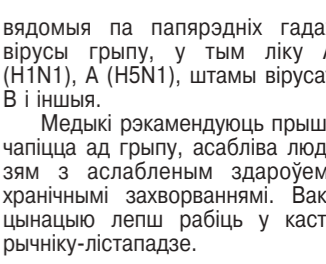 вядомыя па папярэдніх гада
вірусы грыпу, у тым ліку А
(H1N1), А (H5N1), штамы віруса
В і іншыя.
Медыкі рэкамендуюць прыш
чапіцца ад грыпу, асабліва люд
зям з аслабленым здароўем
хранічнымі захворваннямі. Вак
цынацыю лепш рабіць у каст
рычніку-лістападзе.